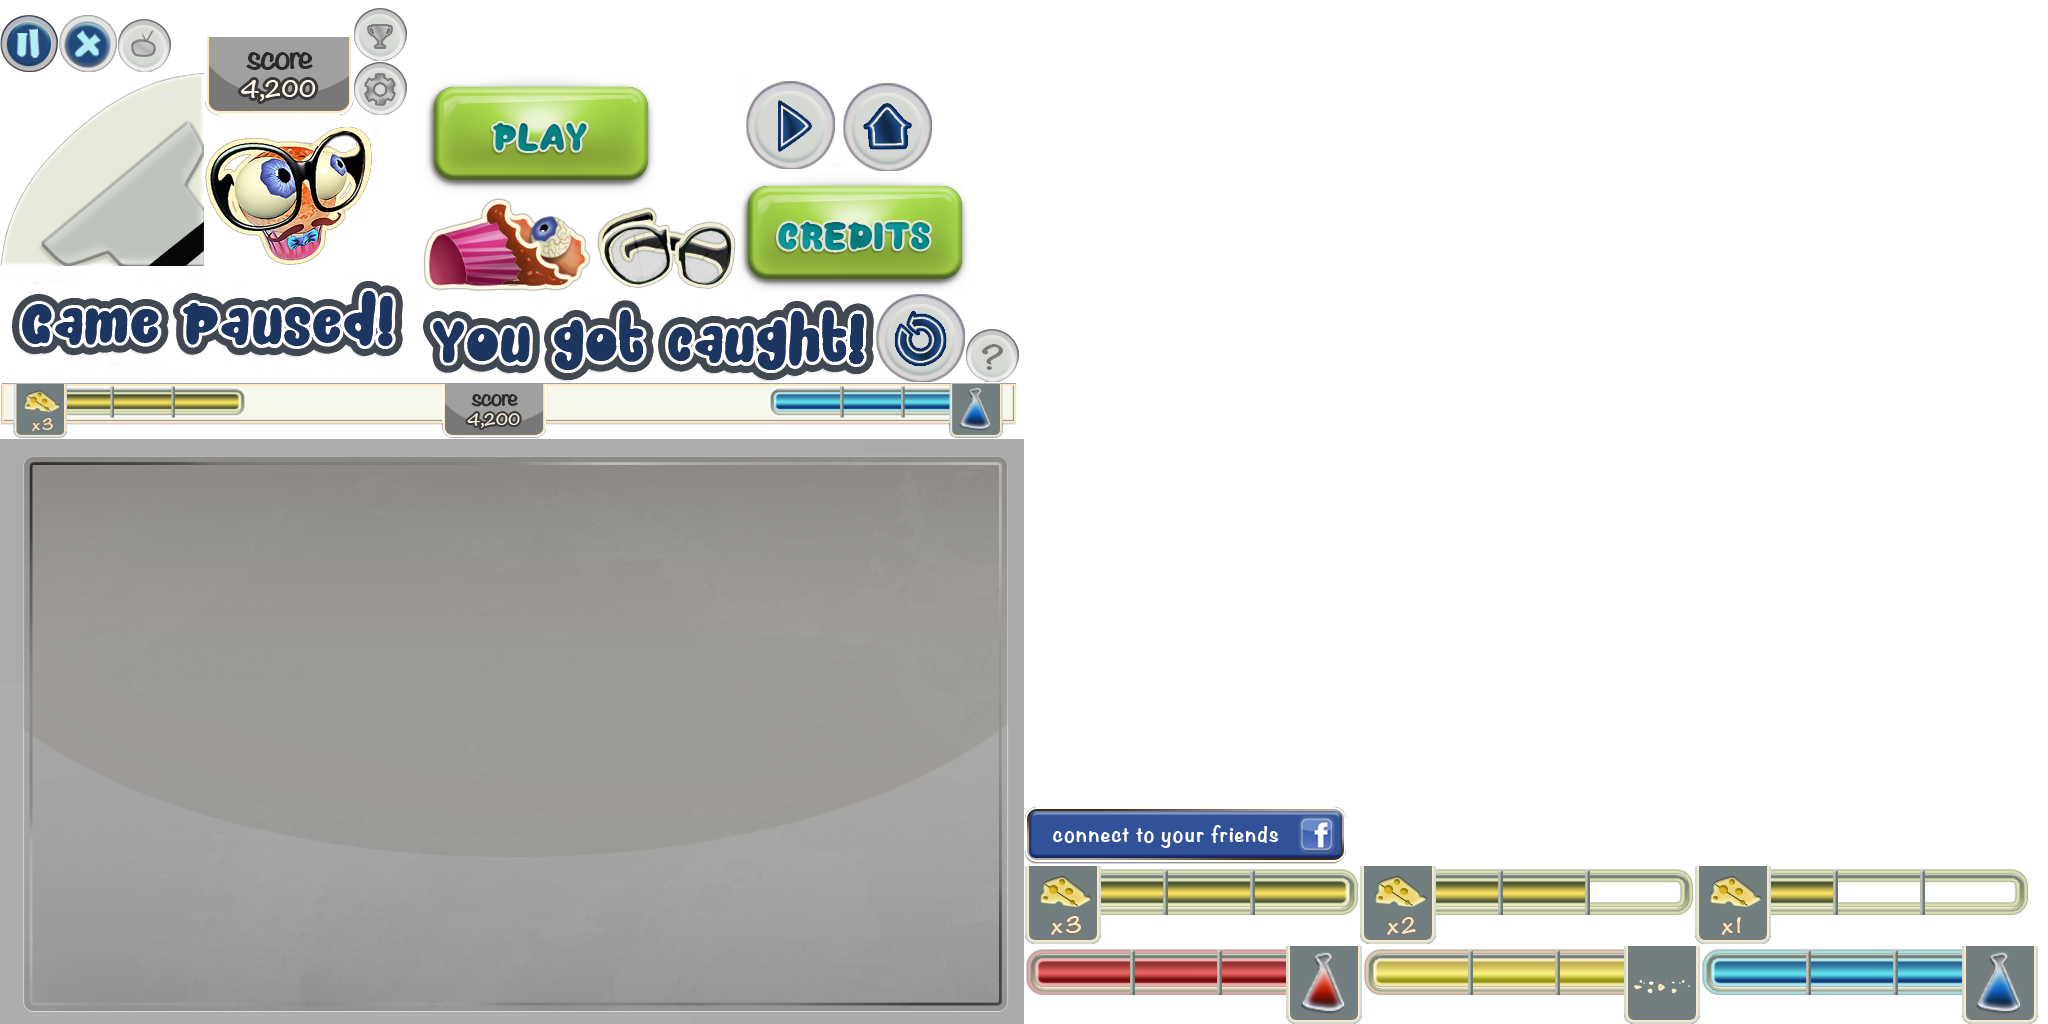 score
4,200
PLAY
CREDITS
Game Paused!
You got caught!
?
score
4,200
x3
connect to your friends f
x3
x2
x1